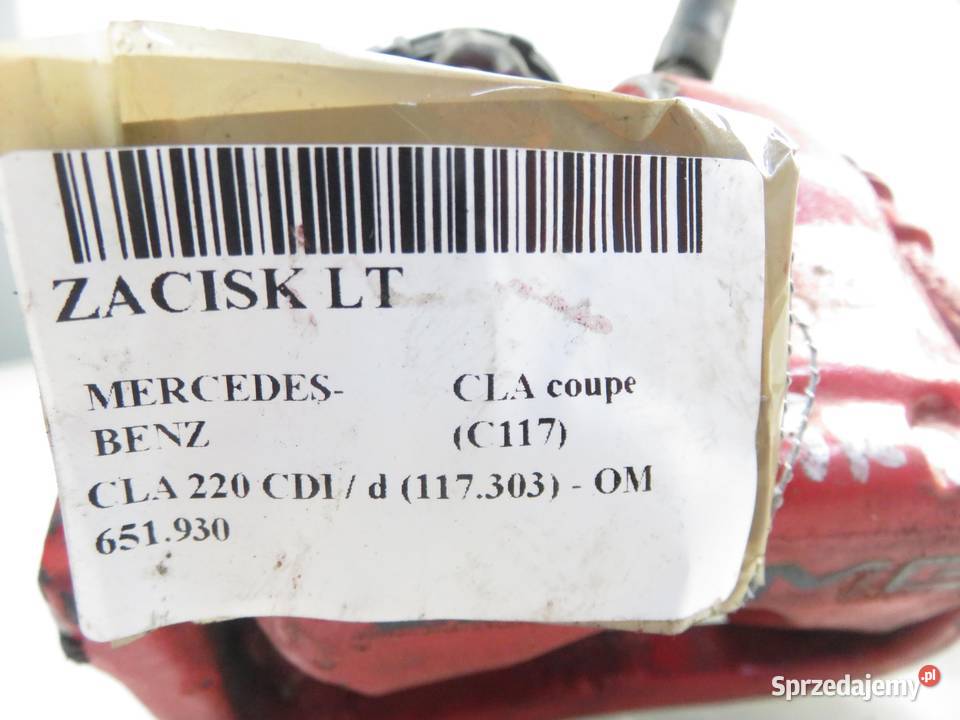 ZACISK LT
MERCEDES-BENZ
CLA coupe (C117)
CLA 220 CDI / d (117.303) - OM
651.930
Sprzedajemy.pl